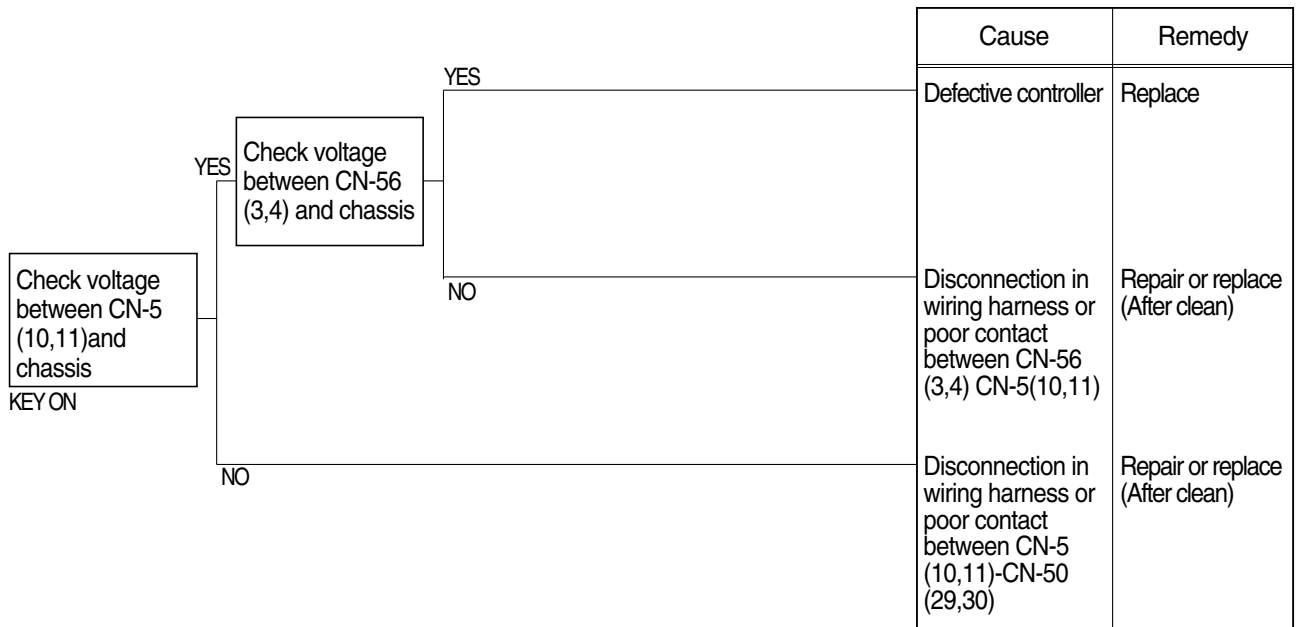 Cause
Remedy
YES
Defective controller
Replace
YES
Check voltage
between CN-56
(3,4) and chassis
NO
Disconnection in
wiring harness or
poor contact
between CN-56
(3,4) CN-5(10,11)
Repair or replace
(After clean)
Check voltage
between CN-5
(10,11)and
chassis
KEY ON
NO
Disconnection in
wiring harness or
poor contact
between CN-5
(10,11)-CN-50
(29,30)
Repair or replace
(After clean)